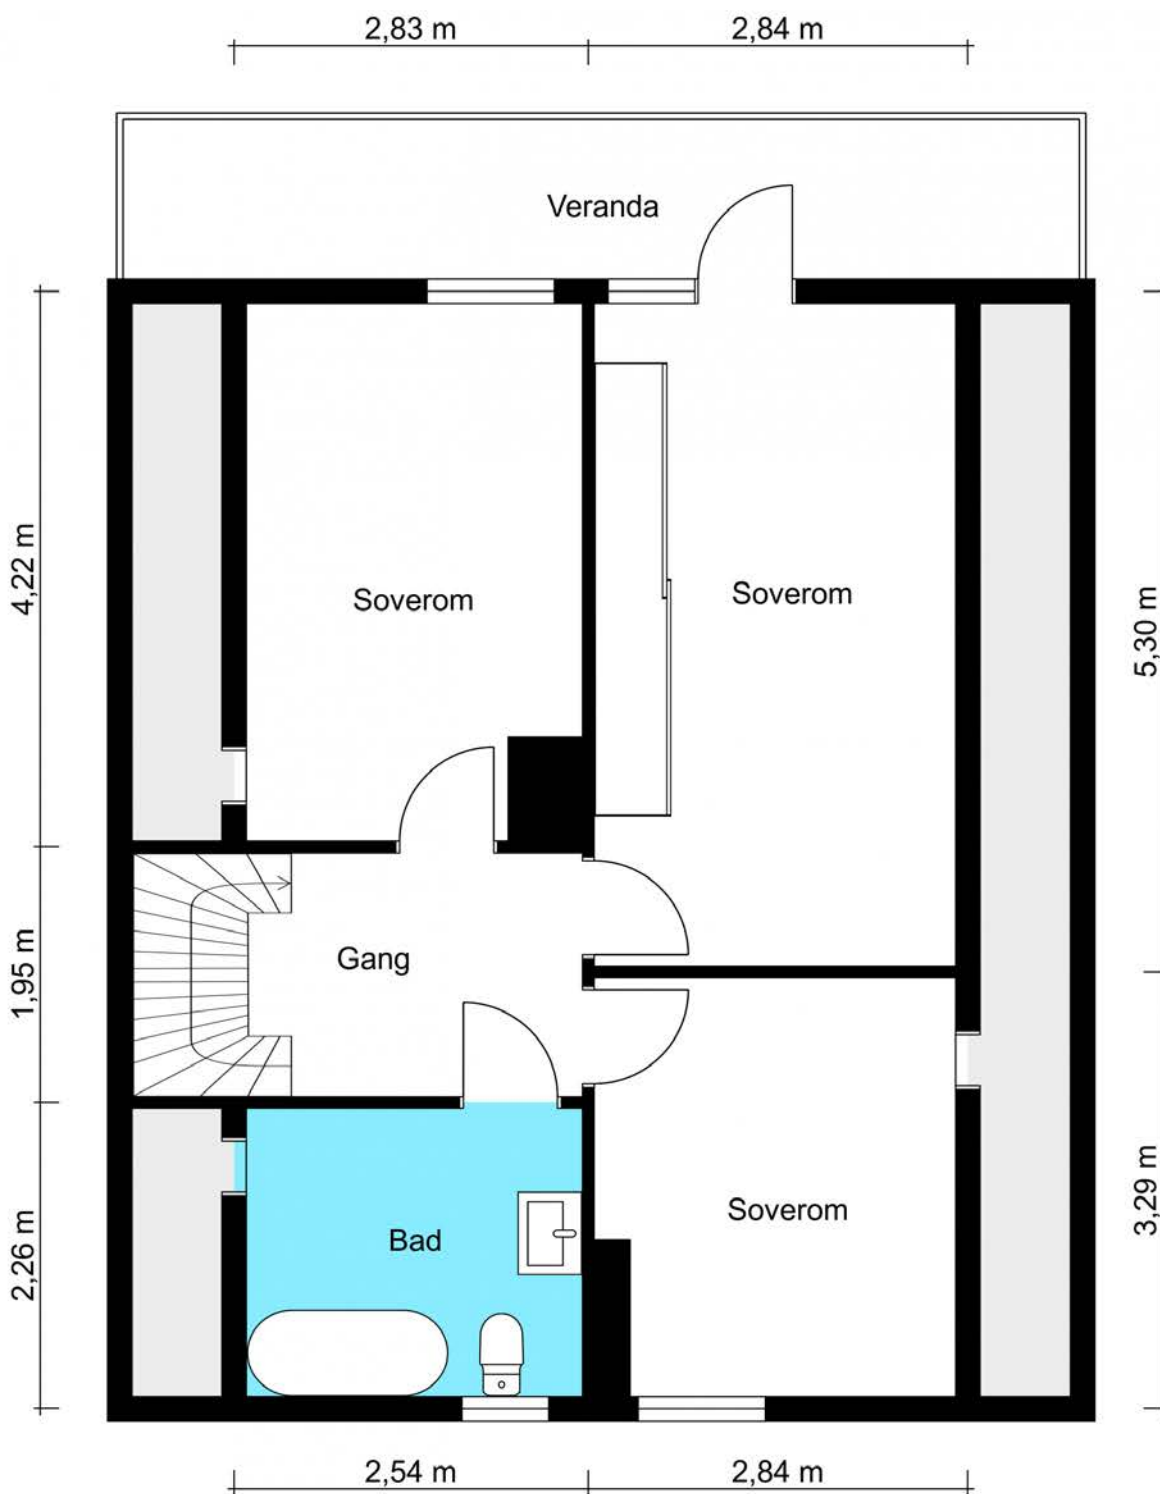 2,83 m
2,84 m
Veranda
4,22 m
Soverom
Soverom
5,30 m
Gang
1,95 m
Bad
Soverom
2,26 m
3,29 m
2,54 m
2,84 m